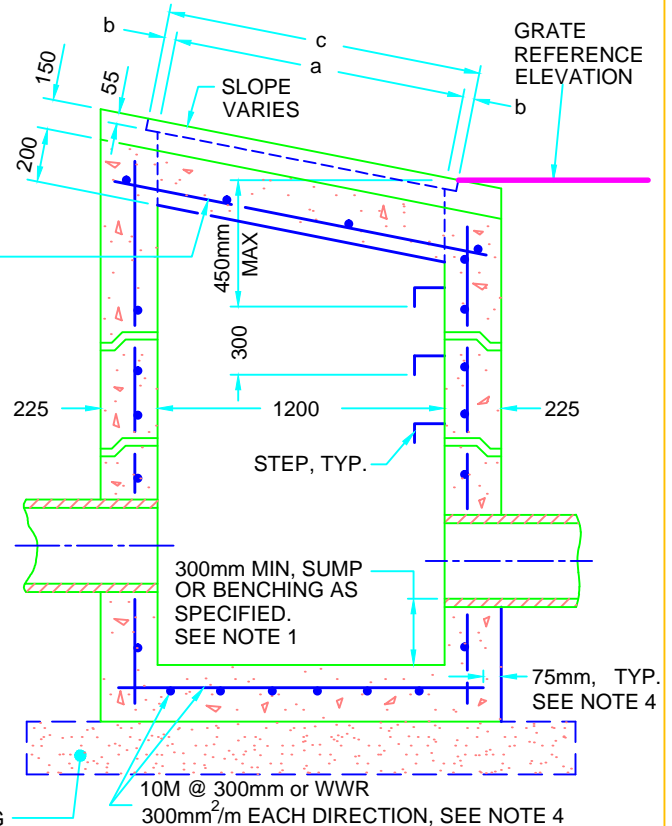 b
c
a
b
GRATE
REFERENCE
ELEVATION
150
55
SLOPE
VARIES
200
450mm
MAX
300
225
1200
225
STEP, TYP.
300mm MIN, SUMP
OR BENCHING AS
SPECIFIED.
SEE NOTE 1
75mm, TYP.
SEE NOTE 4
10M @ 300mm or WWR
300mm²/m EACH DIRECTION, SEE NOTE 4
G